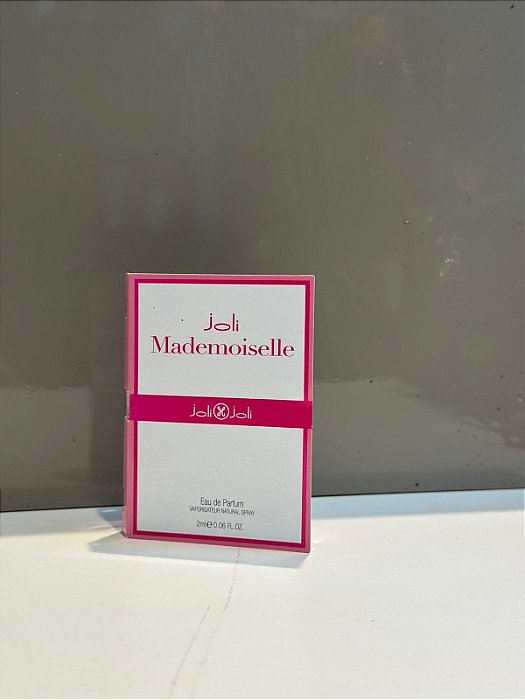 joli
Mademoiselle
joli joli
Eau de Parfum
VAPORISATEUR NATURAL SPRAY
2ml ℮ 0.06 FL.OZ.